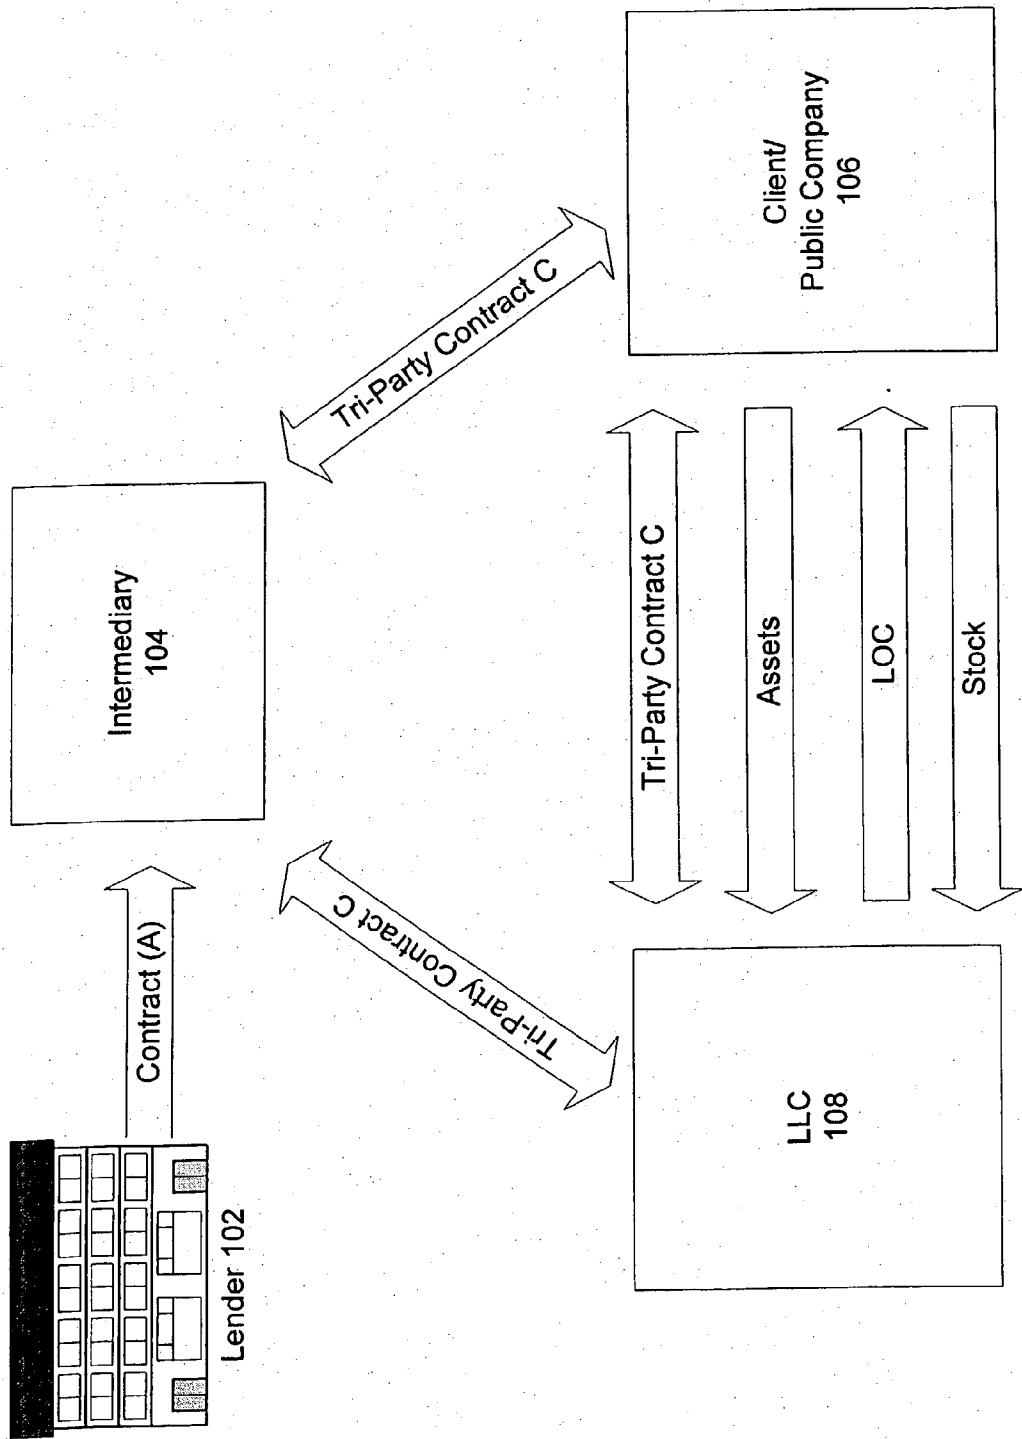 Lender 102
Contract (A)
Intermediary
104
Tri-Party Contract C
Tri-Party Contract C
LLC
108
Tri-Party Contract C
Assets
LOC
Stock
Client/
Public Company
106